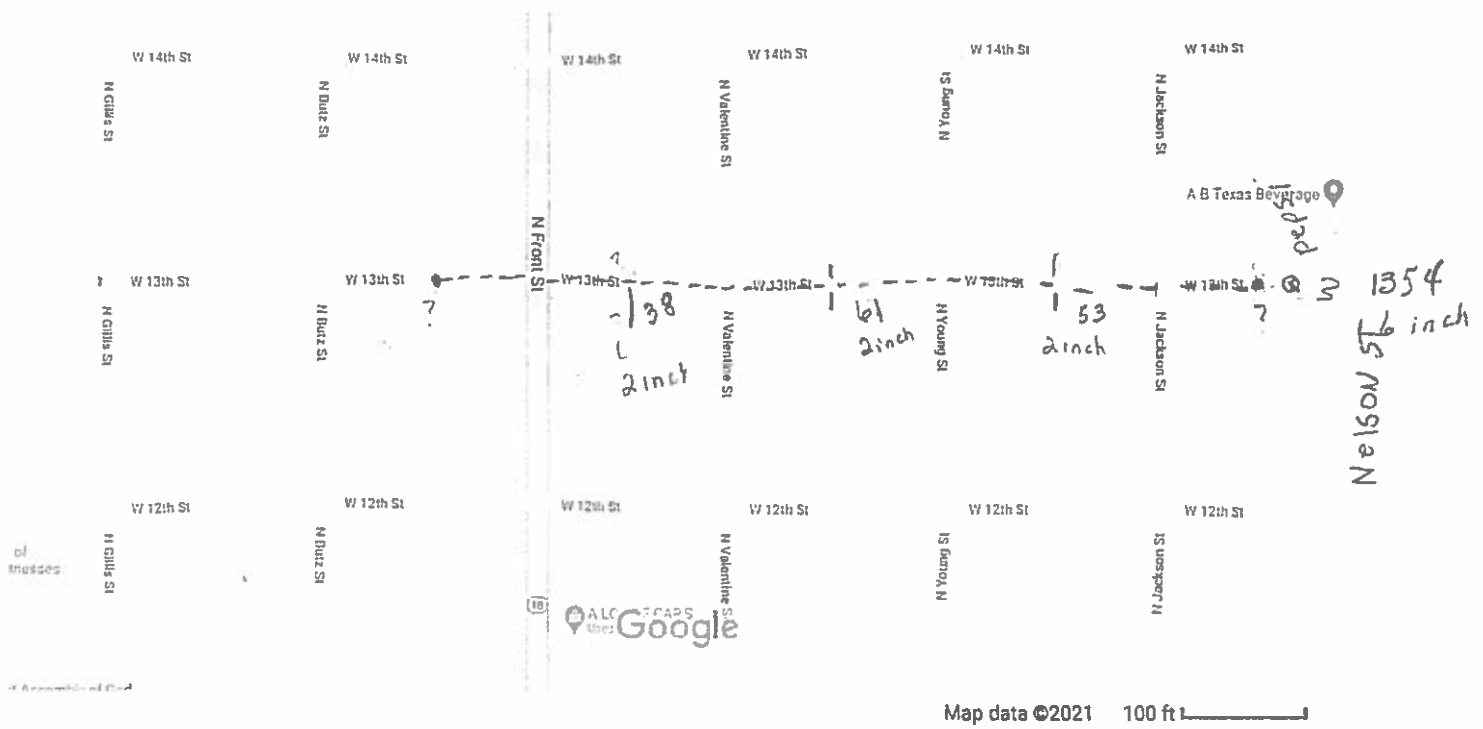 W 14th St
W 14th St
W 14th St
W 14th St
W 14th St
W 14th St
N Gillis St
N Butz St
N Valentine St
N Young St
N Jackson St
A B Texas Beverage
N Front St
W 13th St
W 13th St
W 13th St
W 13th St
W 13th St
W 13th St
1354
6 inch
?
?
38
2 inch
61
2 inch
53
2 inch
N Gillis St
N Butz St
N Valentine St
N Young St
N Jackson St
Nelson St
W 12th St
W 12th St
W 12th St
W 12th St
W 12th St
W 12th St
of
N Gillis St
N Butz St
N Valentine S
N Young St
N Jackson St
18
Google
Map data ©2021 100 ft